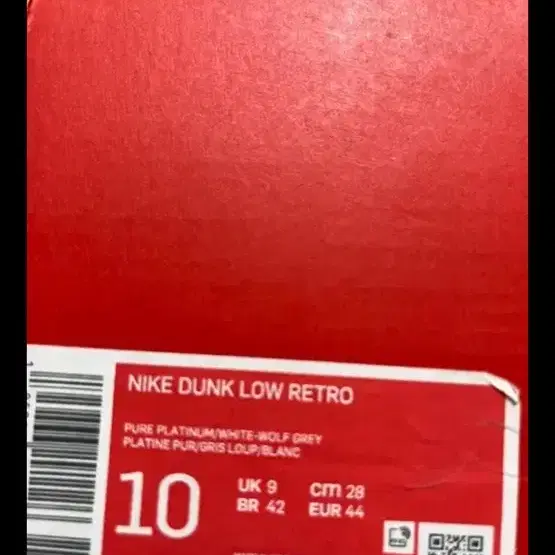 NIKE DUNK LOW RETRO
PURE PLATINUM/WHITE-WOLF GREY
PLATINE PUR/GRIS LOUP/BLANC
10
UK 9 cm 28
BR 42 EUR 44